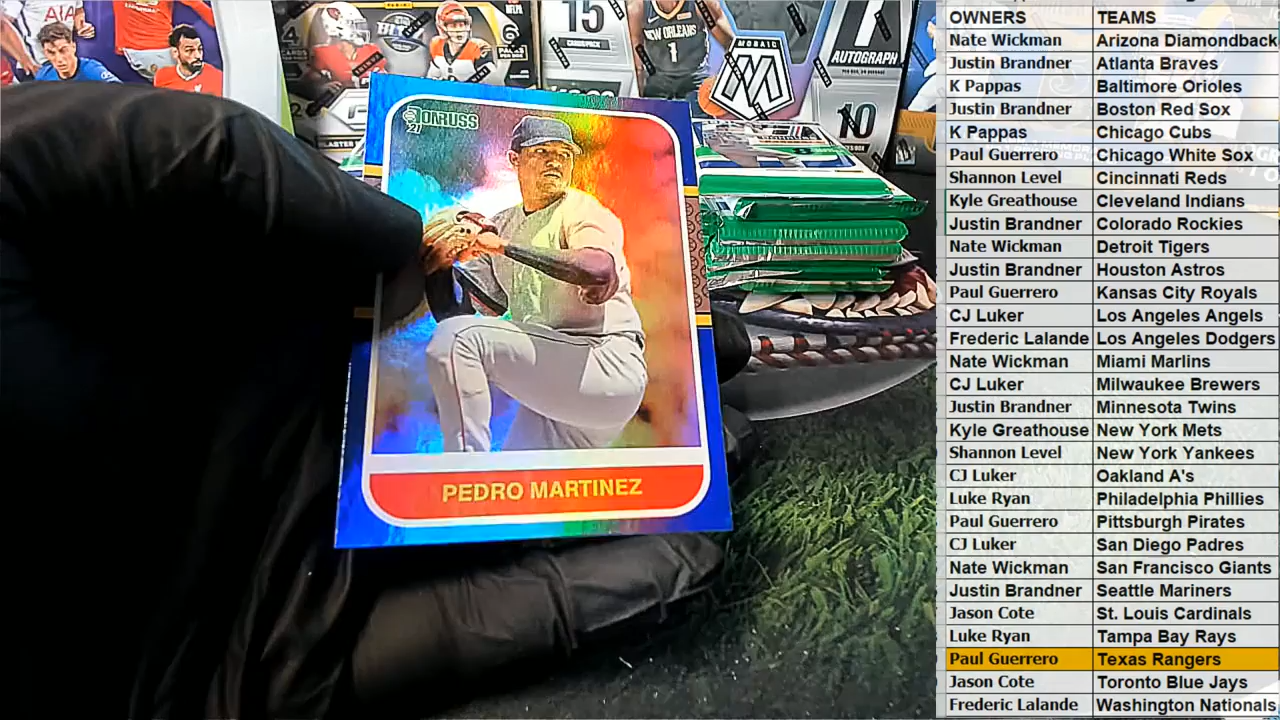 15
NEW ORLEANS
1
MOSAIC
AUTOGRAPH
10
DONRUSS
21
PEDRO MARTINEZ
OWNERS TEAMS
Nate Wickman Arizona Diamondback
Justin Brandner Atlanta Braves
K Pappas Baltimore Orioles
Justin Brandner Boston Red Sox
K Pappas Chicago Cubs
Paul Guerrero Chicago White Sox
Shannon Level Cincinnati Reds
Kyle Greathouse Cleveland Indians
Justin Brandner Colorado Rockies
Nate Wickman Detroit Tigers
Justin Brandner Houston Astros
Paul Guerrero Kansas City Royals
CJ Luker Los Angeles Angels
Frederic Lalande Los Angeles Dodgers
Nate Wickman Miami Marlins
CJ Luker Milwaukee Brewers
Justin Brandner Minnesota Twins
Kyle Greathouse New York Mets
Shannon Level New York Yankees
CJ Luker Oakland A's
Luke Ryan Philadelphia Phillies
Paul Guerrero Pittsburgh Pirates
CJ Luker San Diego Padres
Nate Wickman San Francisco Giants
Justin Brandner Seattle Mariners
Jason Cote St. Louis Cardinals
Luke Ryan Tampa Bay Rays
Paul Guerrero Texas Rangers
Jason Cote Toronto Blue Jays
Frederic Lalande Washington Nationals